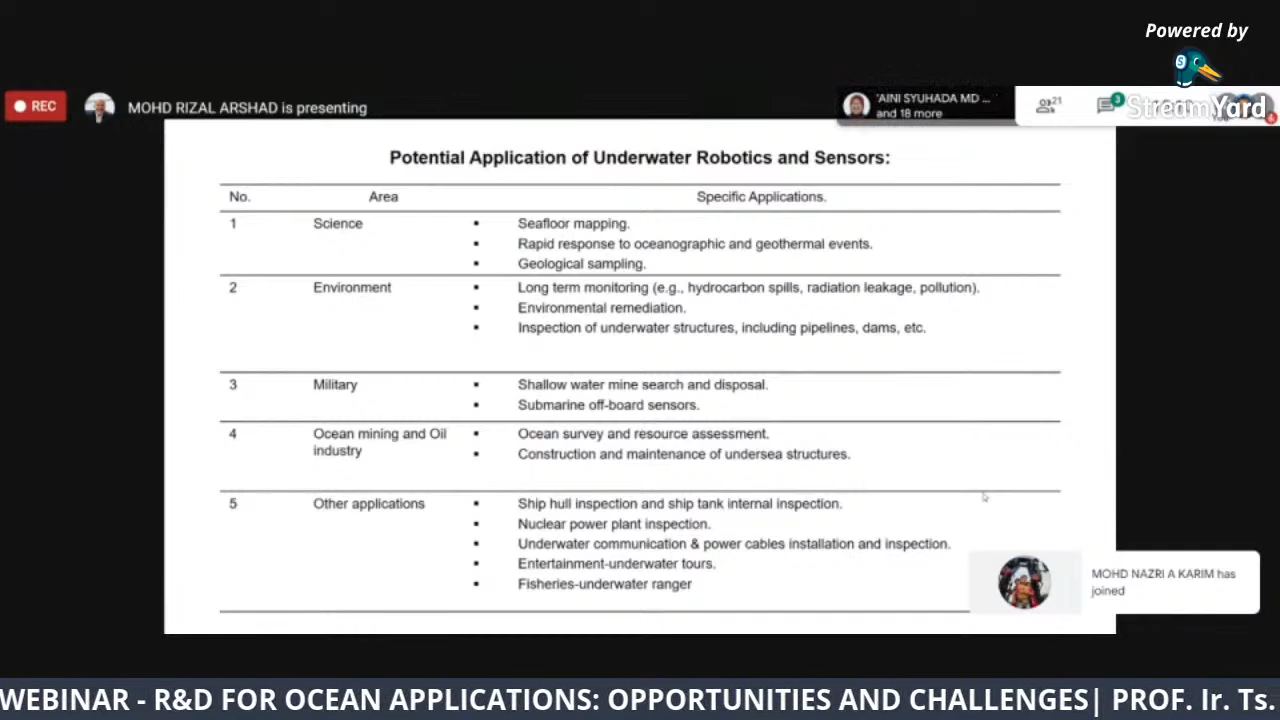 Powered by
StreamYard
REC
MOHD RIZAL ARSHAD is presenting
'AINI SYUHADA MD ...
and 18 more
21
3
Potential Application of Underwater Robotics and Sensors:
No. Area Specific Applications.
1 Science ▪ Seafloor mapping.
▪ Rapid response to oceanographic and geothermal events.
▪ Geological sampling.
2 Environment ▪ Long term monitoring (e.g., hydrocarbon spills, radiation leakage, pollution).
▪ Environmental remediation.
▪ Inspection of underwater structures, including pipelines, dams, etc.
3 Military ▪ Shallow water mine search and disposal.
▪ Submarine off-board sensors.
4 Ocean mining and Oil ▪ Ocean survey and resource assessment.
industry ▪ Construction and maintenance of undersea structures.
5 Other applications ▪ Ship hull inspection and ship tank internal inspection.
▪ Nuclear power plant inspection.
▪ Underwater communication & power cables installation and inspection.
▪ Entertainment-underwater tours.
▪ Fisheries-underwater ranger
MOHD NAZRI A KARIM has
joined
WEBINAR - R&D FOR OCEAN APPLICATIONS: OPPORTUNITIES AND CHALLENGES| PROF. Ir. Ts.